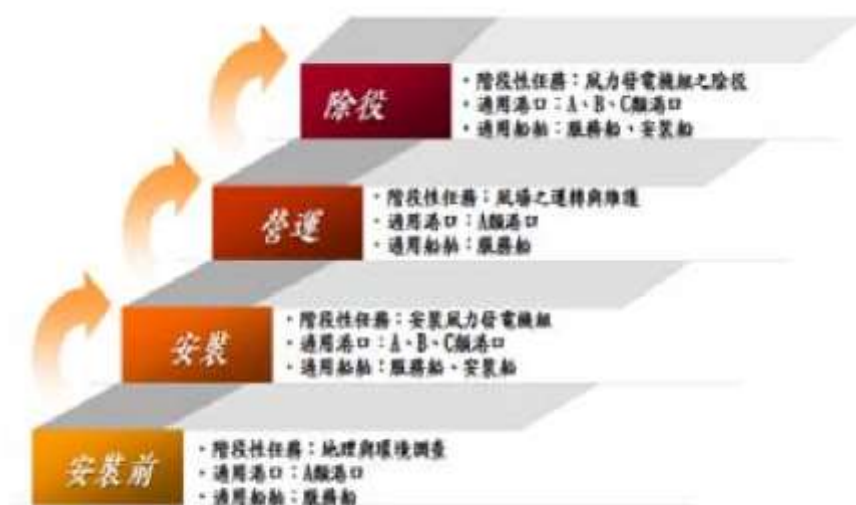 除役
・階段性任務：風力發電機組之除役
・適用港口：A、B、C類港口
・適用船舶：服務船、安裝船
營運
・階段性任務：風場之運轉與維護
・適用港口：A類港口
・適用船舶：服務船
安裝
・階段性任務：安裝風力發電機組
・適用港口：A、B、C類港口
・適用船舶：服務船、安裝船
安裝前
・階段性任務：地理與環境調查
・適用港口：A類港口
・適用船舶：服務船